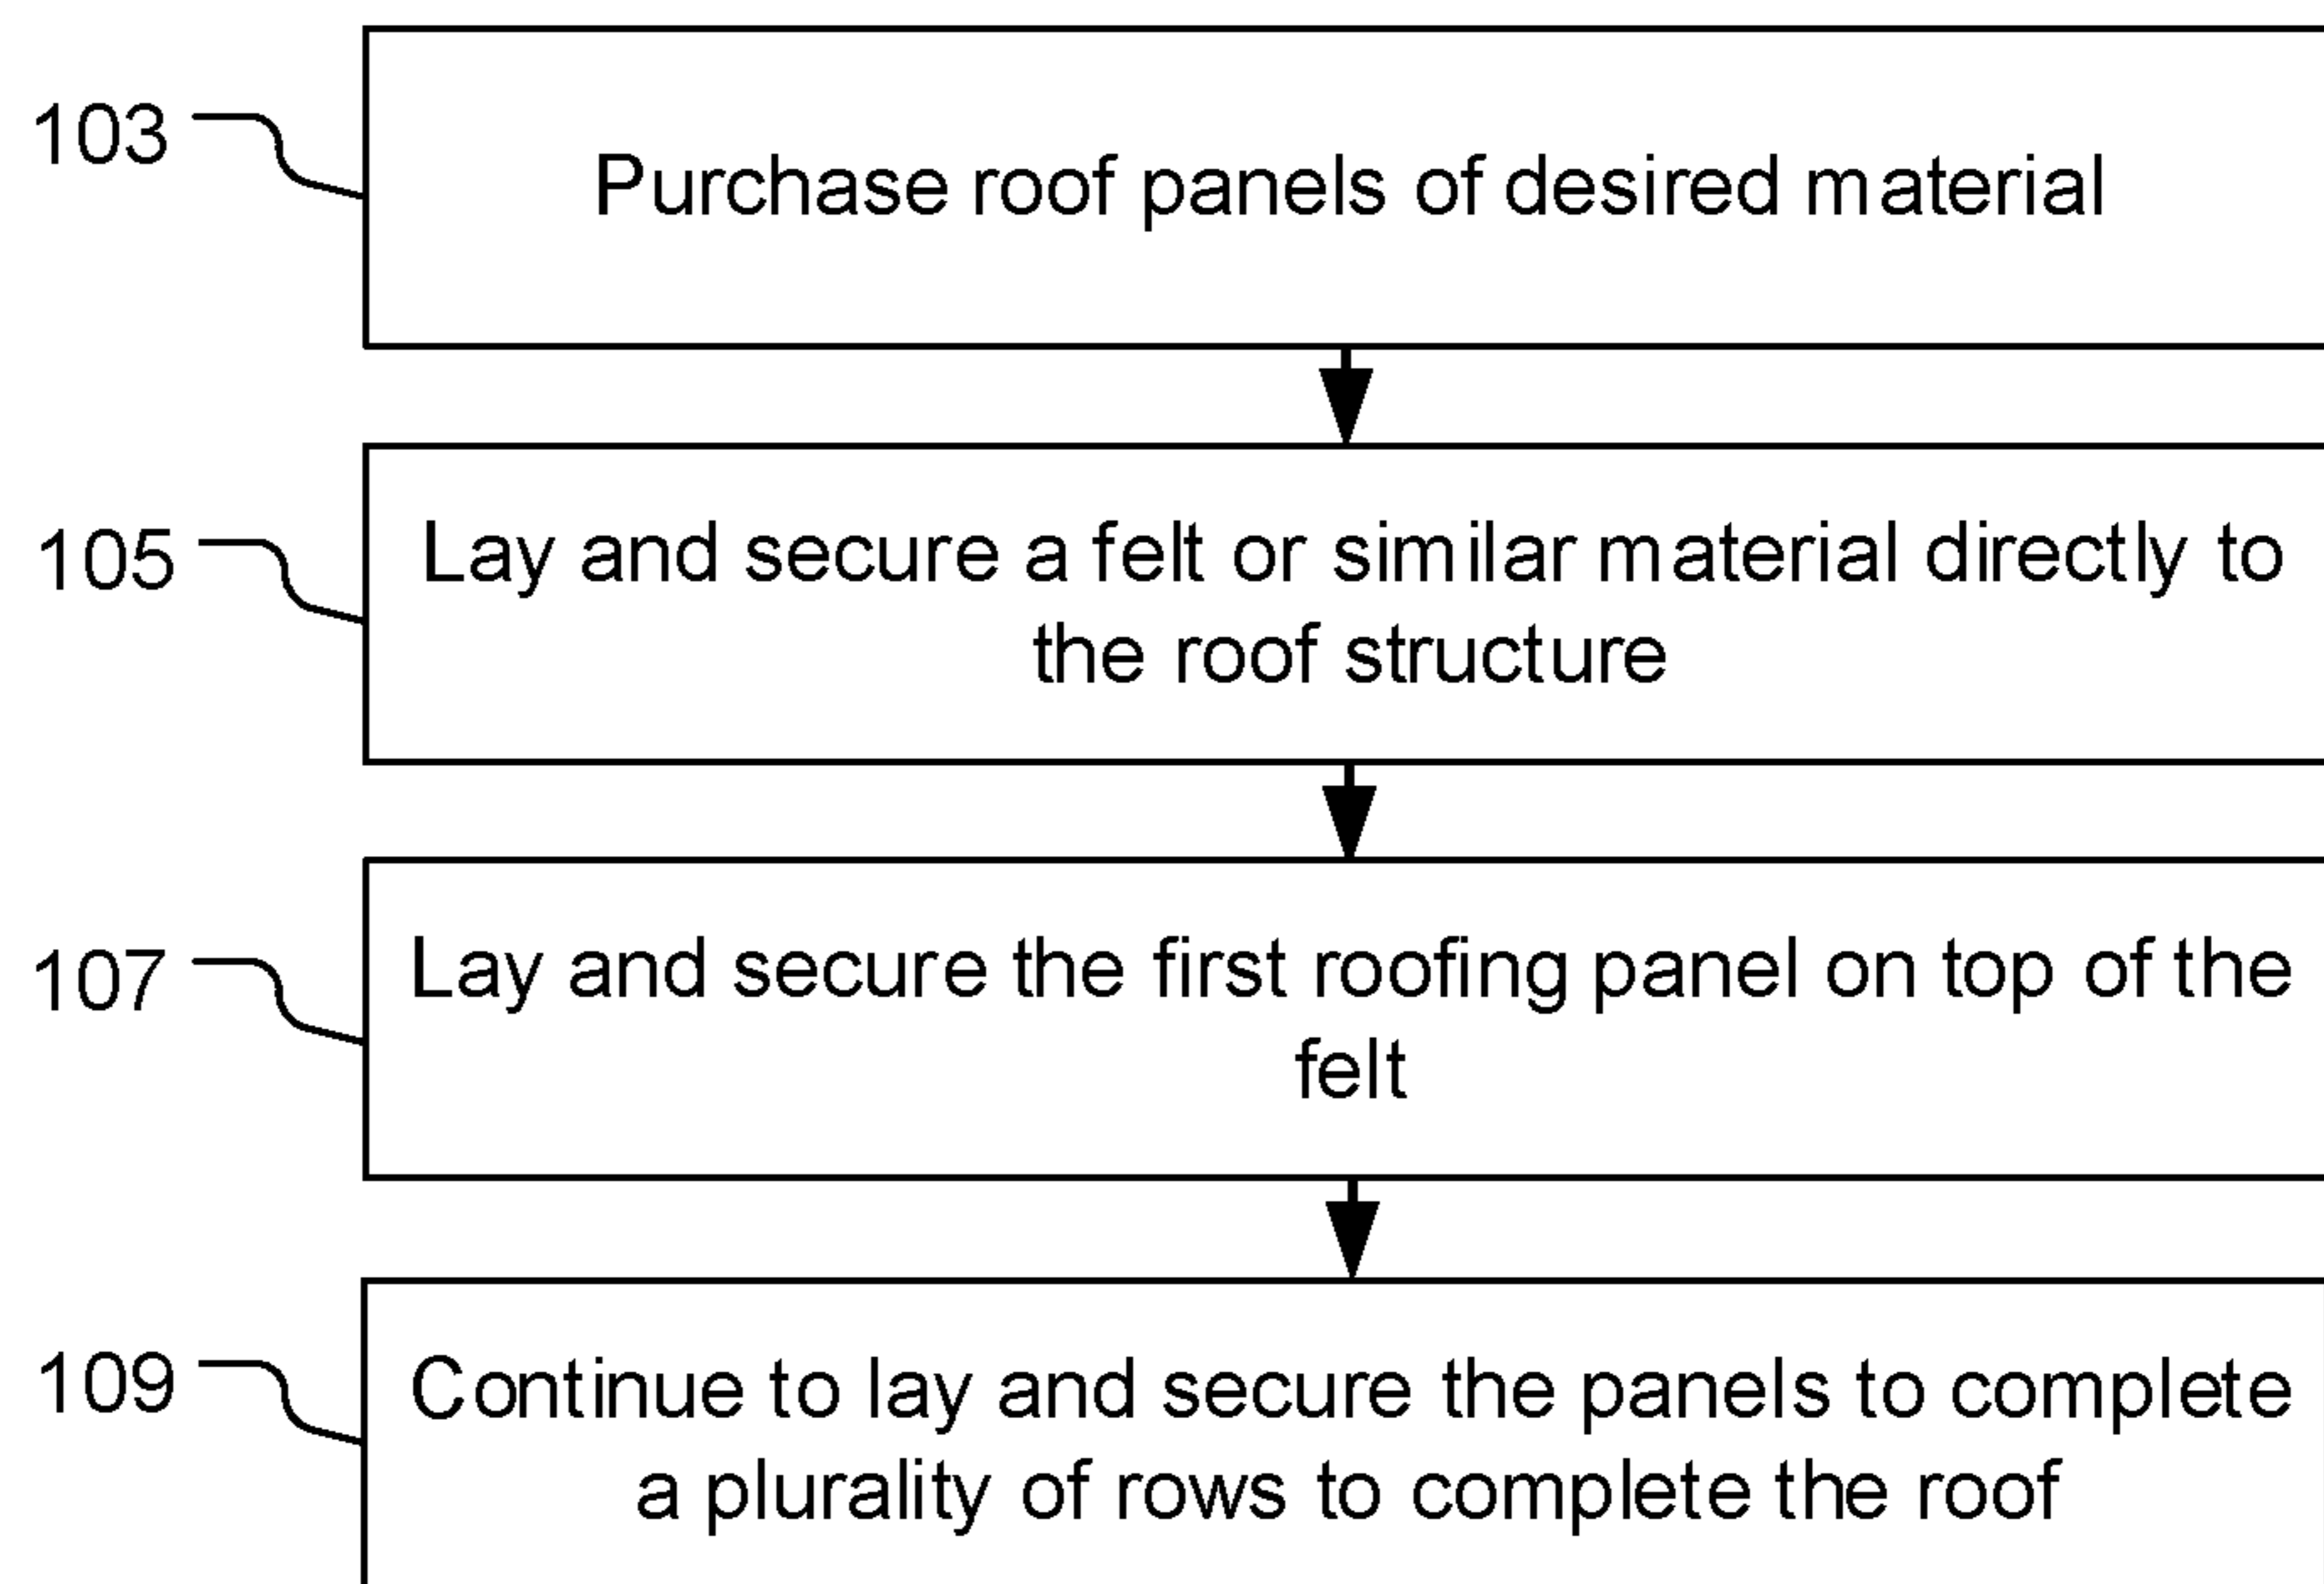 103
Purchase roof panels of desired material
105
Lay and secure a felt or similar material directly to
the roof structure
107
Lay and secure the first roofing panel on top of the
felt
109
Continue to lay and secure the panels to complete
a plurality of rows to complete the roof